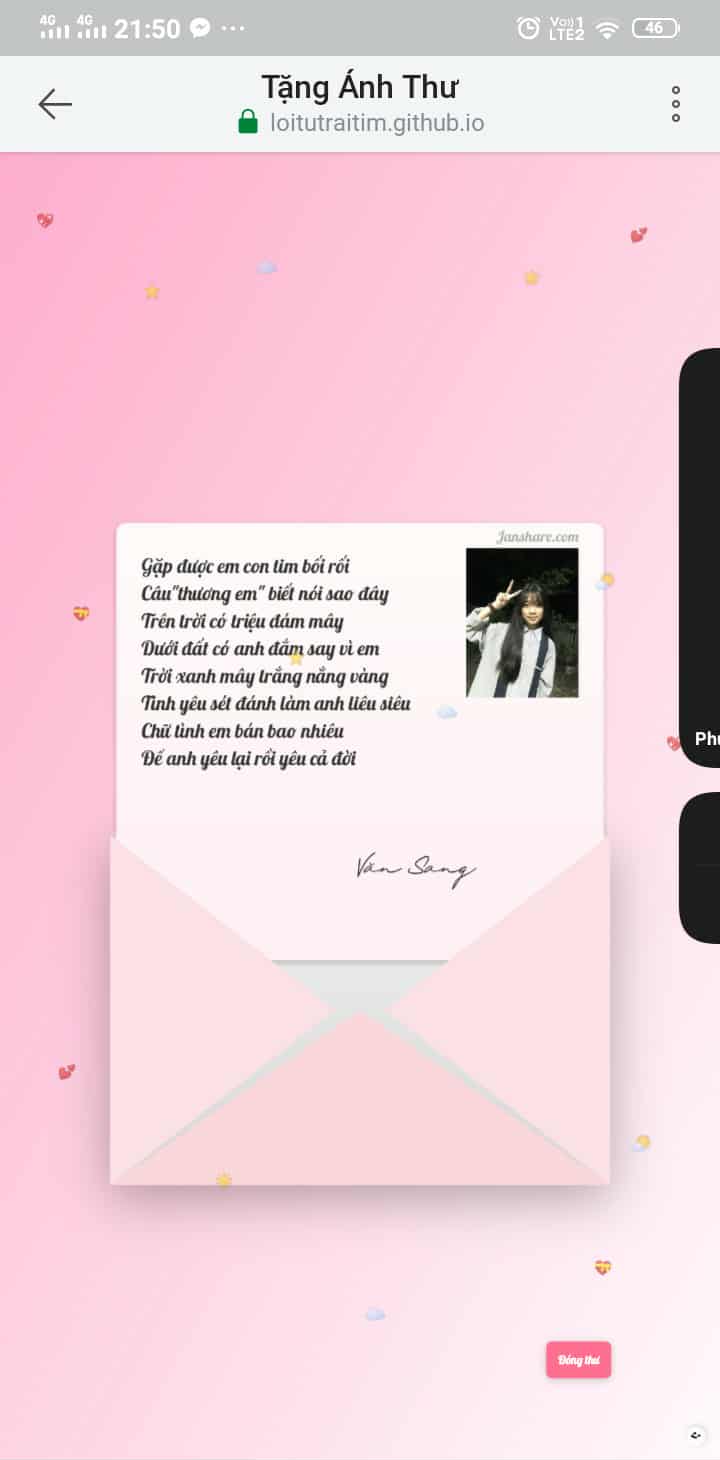 4G 4G 21:50 ... Vo))1 LTE2 46
Tặng Ánh Thư
loitutraitim.github.io
Janshare.com
Gặp được em con tim bối rối
Câu"thương em" biết nói sao đây
Trên trời có triệu đám mây
Dưới đất có anh đắm say vì em
Trời xanh mây trắng nắng vàng
Tình yêu sét đánh làm anh liêu siêu
Chữ tình em bán bao nhiêu
Để anh yêu lại rồi yêu cả đời
Phu
Văn Sang
Đóng thư